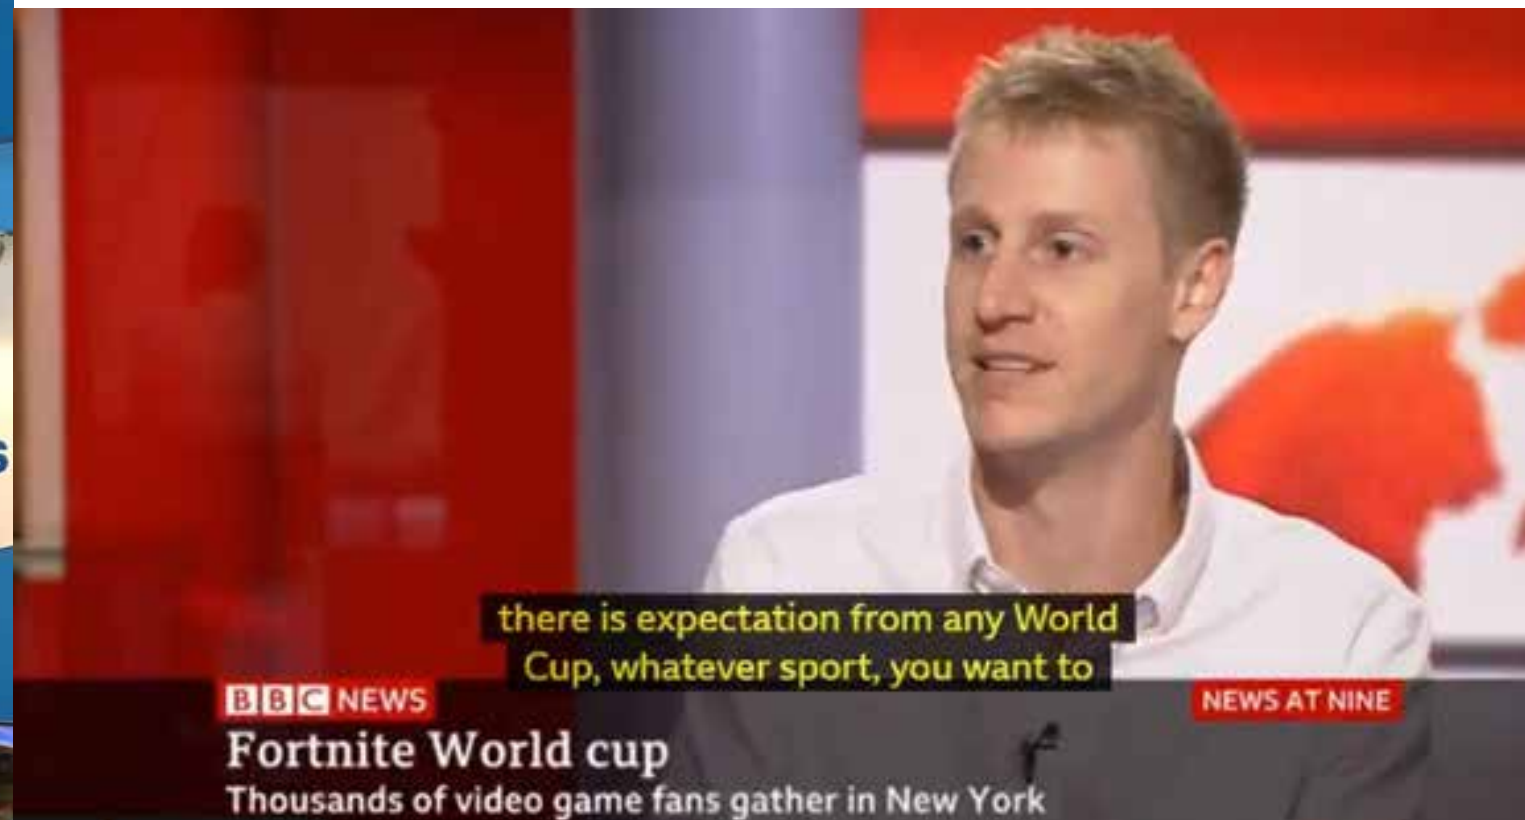 there is expectation from any World
Cup, whatever sport, you want to
BBC NEWS
NEWS AT NINE
Fortnite World cup
Thousands of video game fans gather in New York